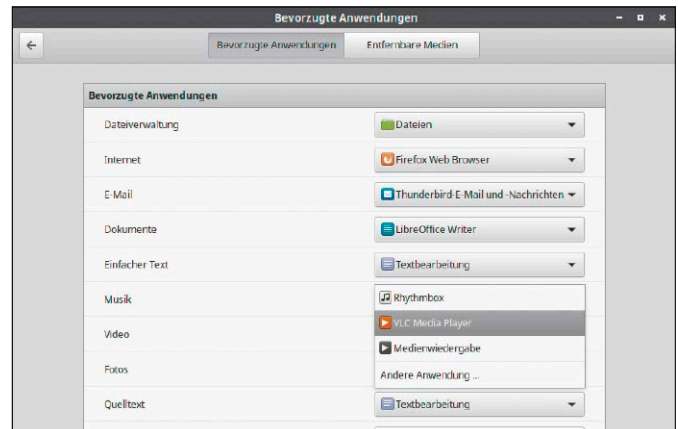 Bevorzugte Anwendungen
Bevorzugte Anwendungen Entfernbare Medien
Bevorzugte Anwendungen
Dateiverwaltung Dateien
Internet Firefox Web Browser
E-Mail Thunderbird-E-Mail und -Nachrichten
Dokumente LibreOffice Writer
Einfacher Text Textbearbeitung
Musik Rhythmbox
VLC Media Player
Video
Medienwiedergabe
Fotos Andere Anwendung ...
Quelltext Textbearbeitung